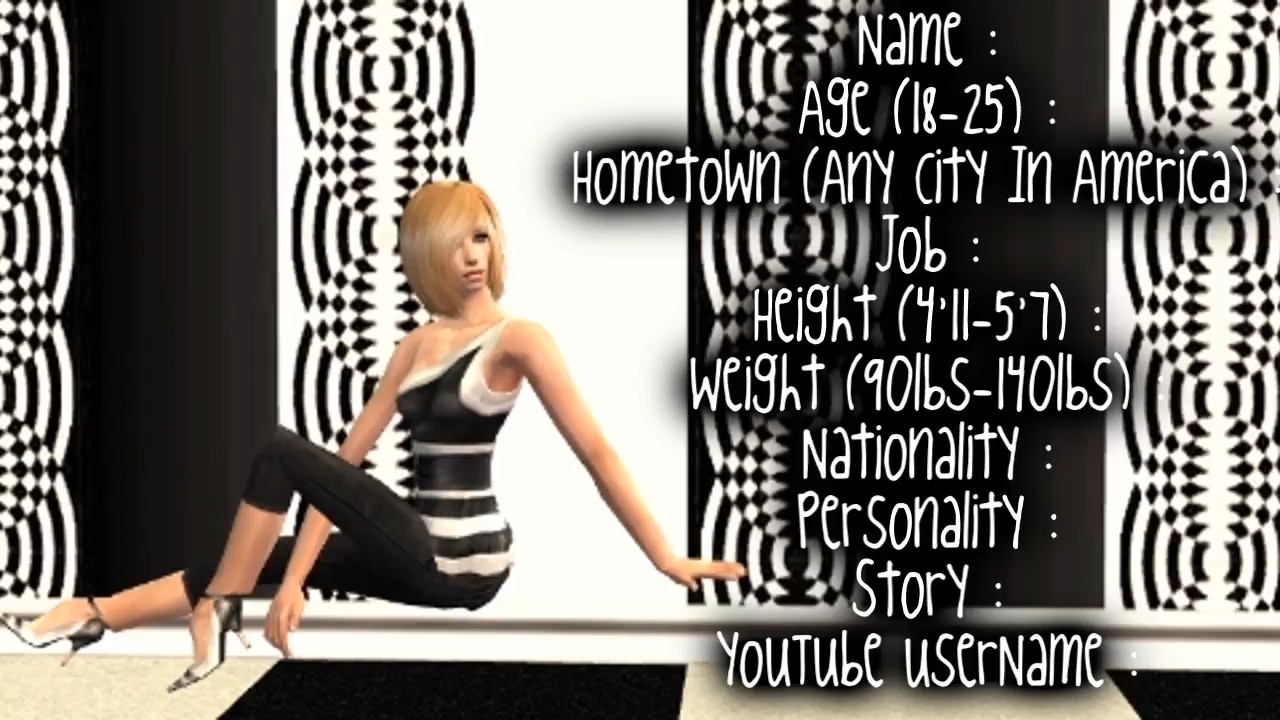 Name :
Age (18-25) :
Hometown (Any City In America) :
Job :
Height (4'11-5'7) :
Weight (90lbs-140lbs) :
Nationality :
Personality :
Story :
YouTube Username :